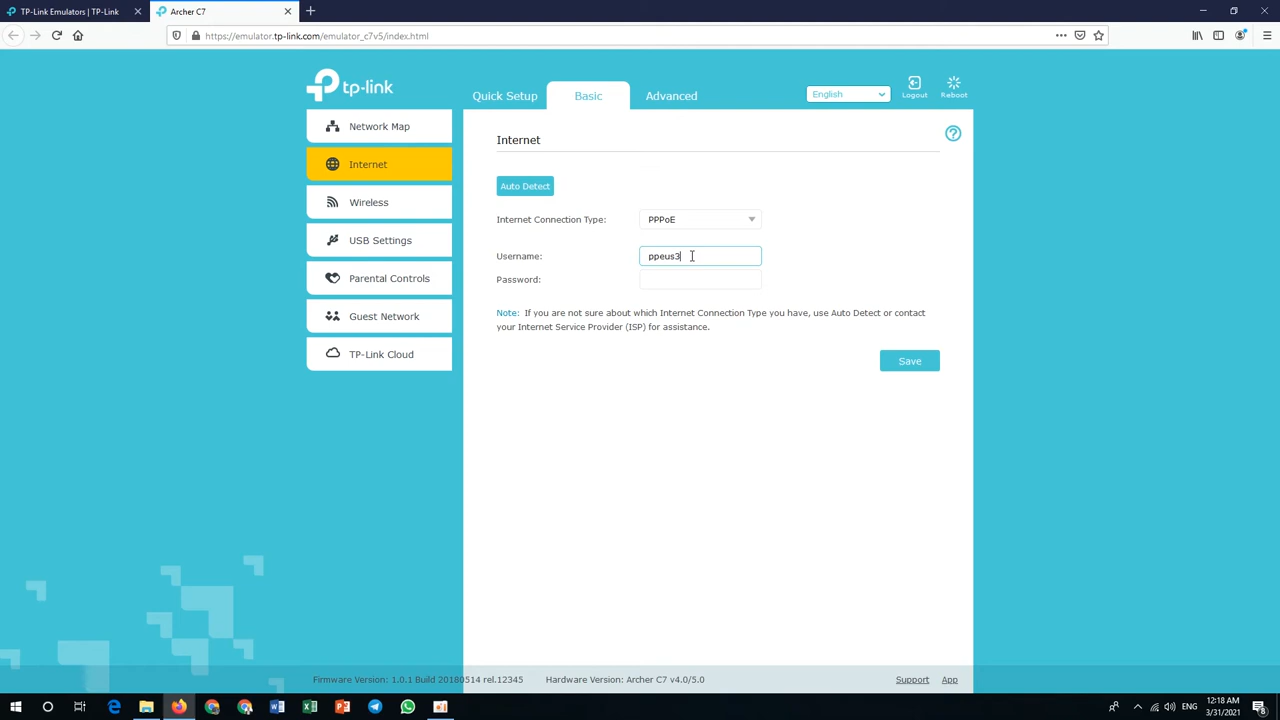 TP-Link Emulators | TP-Link
Archer C7
https://emulator.tp-link.com/emulator_c7v5/index.html
tp-link
Quick Setup
Basic
Advanced
English
Logout
Reboot
Network Map
Internet
Wireless
USB Settings
Parental Controls
Guest Network
TP-Link Cloud
Internet
Auto Detect
Internet Connection Type:
PPPoE
Username:
ppeus3
Password:
Note: If you are not sure about which Internet Connection Type you have, use Auto Detect or contact
your Internet Service Provider (ISP) for assistance.
Save
Firmware Version: 1.0.1 Build 20180514 rel.12345
Hardware Version: Archer C7 v4.0/5.0
Support
App
ENG
12:18 AM
3/31/2021
8